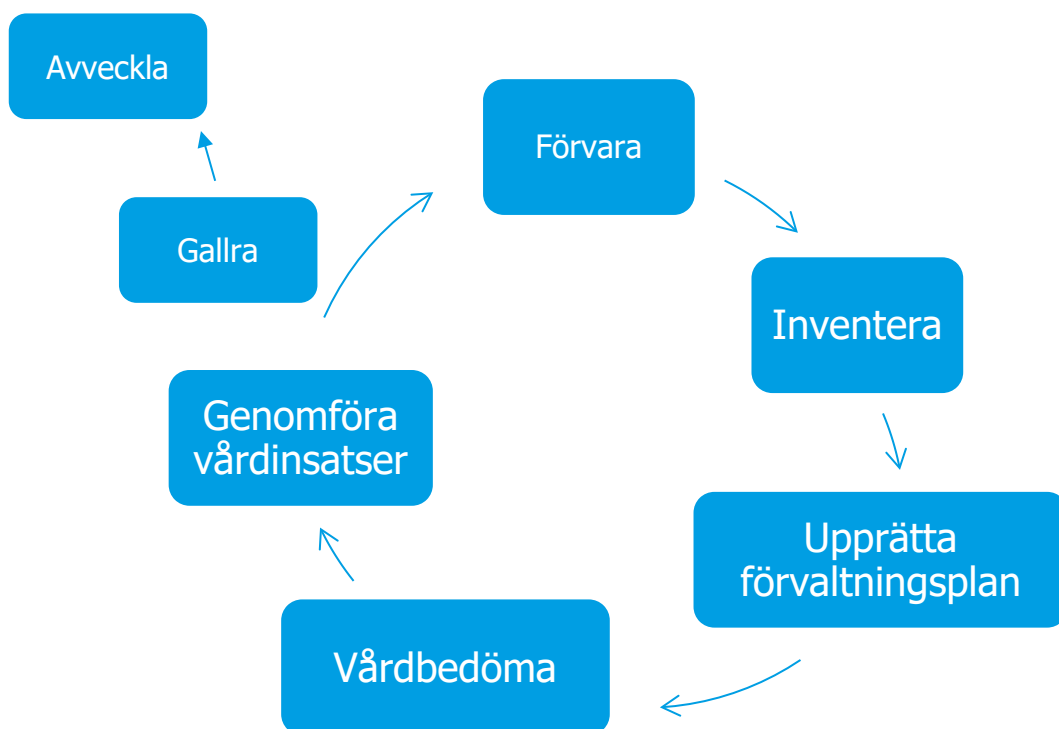 Avveckla
Förvara
Gallra
Inventera
Genomföra
vårdinsatser
Upprätta
förvaltningsplan
Vårdbedöma